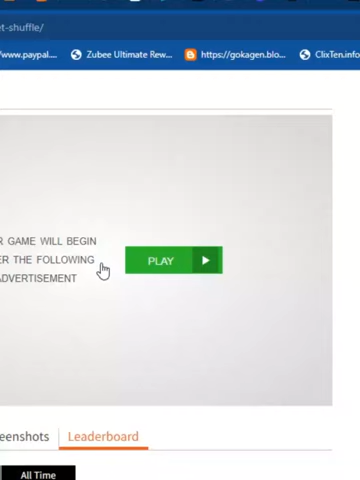 et-shuffle/
/www.paypal.... Zubee Ultimate Rew... https://gokagen.blo... ClixTen.info
R GAME WILL BEGIN
ER THE FOLLOWING
ADVERTISEMENT
PLAY
eenshots Leaderboard
All Time